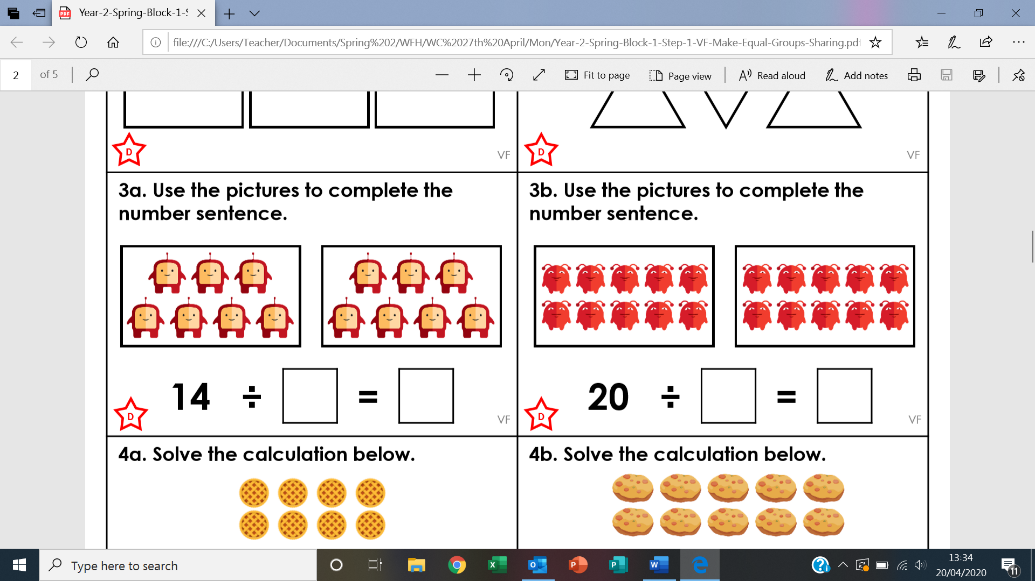 Year-2-Spring-Block-1-S
file:///C:/Users/Teacher/Documents/Spring%202/WFH/WC%2027th%20April/Mon/Year-2-Spring-Block-1-Step-1-VF-Make-Equal-Groups-Sharing.pdf
2 of 5 Fit to page Page view Read aloud Add notes
D VF D VF
3a. Use the pictures to complete the
number sentence.
14 ÷ =
D VF
3b. Use the pictures to complete the
number sentence.
20 ÷ =
D VF
4a. Solve the calculation below.
4b. Solve the calculation below.
Type here to search
13:34
20/04/2020
11